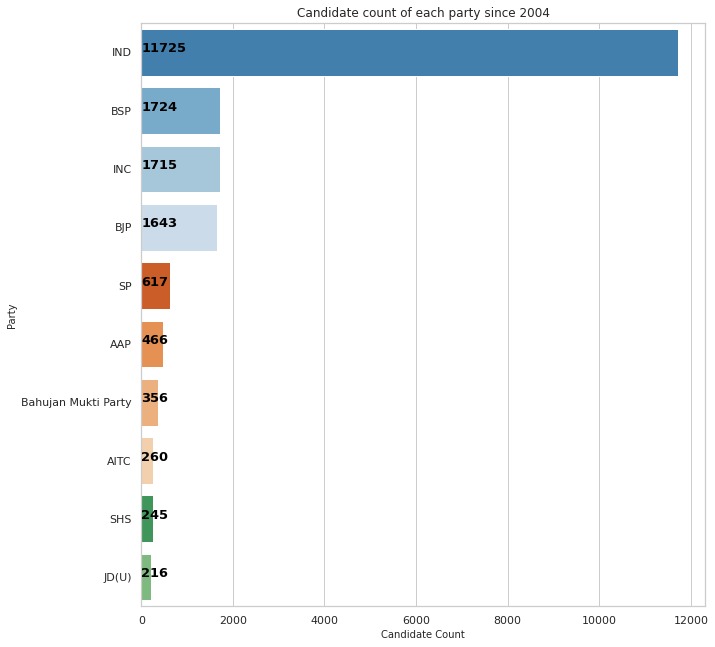 Candidate count of each party since 2004
IND 11725
BSP 1724
INC 1715
BJP 1643
SP 617
Party
AAP 466
Bahujan Mukti Party 356
AITC 260
SHS 245
JD(U) 216
0 2000 4000 6000 8000 10000 12000
Candidate Count